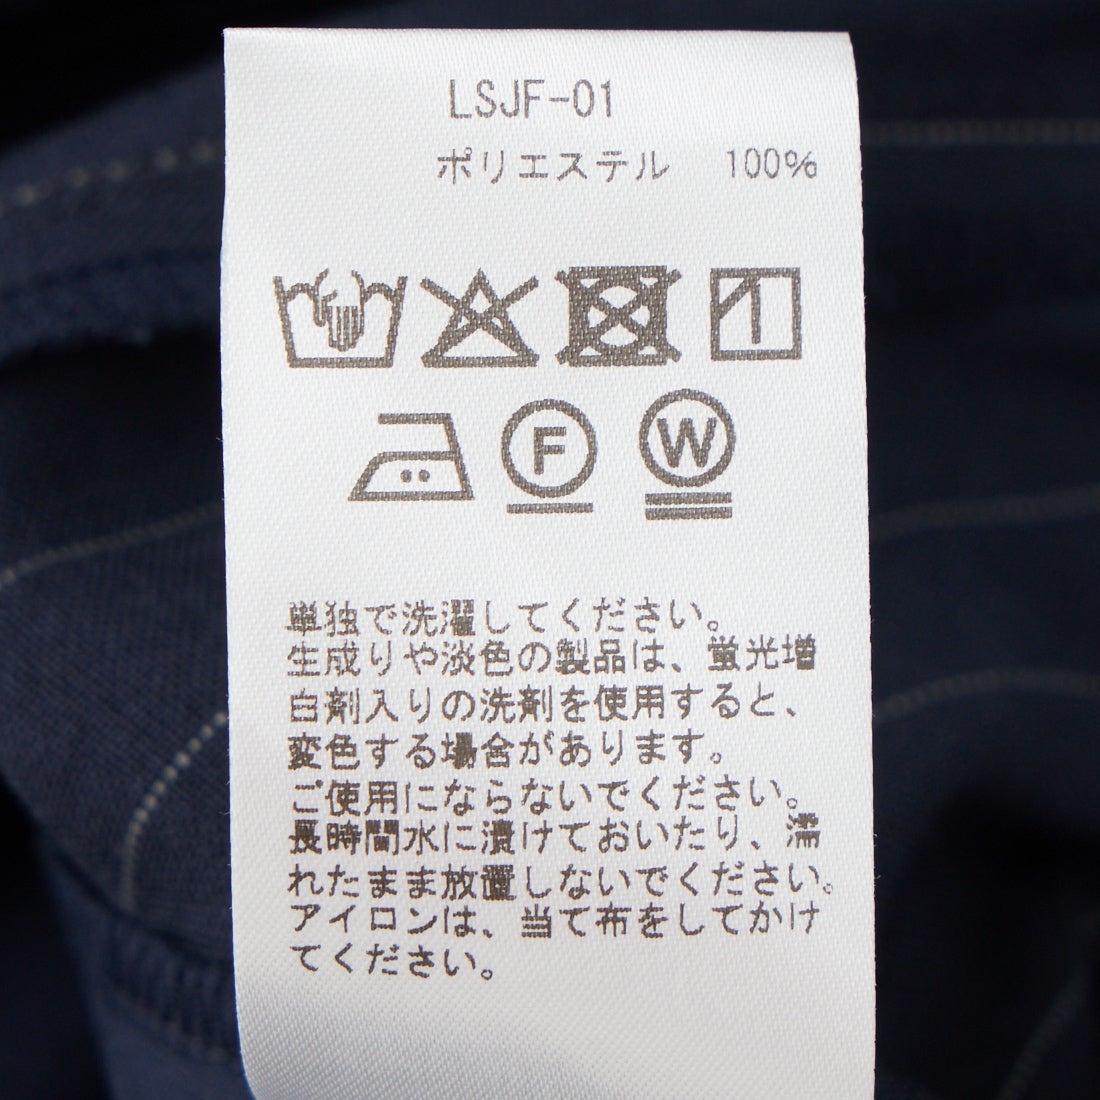 LSJF-01
ポリエステル 100%
F W
単独で洗濯してください。
生成りや淡色の製品は、蛍光増
白剤入りの洗剤を使用すると、
変色する場合があります。
ご使用にならないでください。
長時間水に漬けておいたり、濡
れたまま放置しないでください。
アイロンは、当て布をしてかけ
てください。